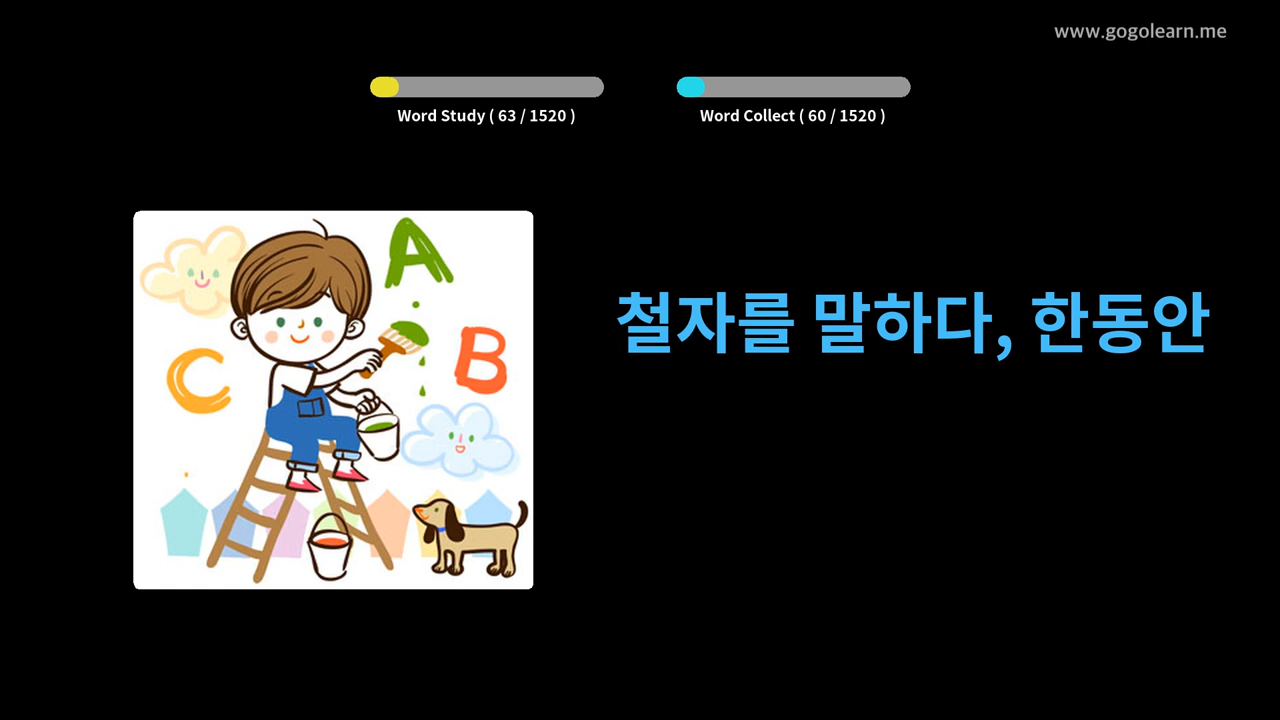 www.gogolearn.me
Word Study ( 63 / 1520 )
Word Collect ( 60 / 1520 )
A
B
C
철자를 말하다, 한동안